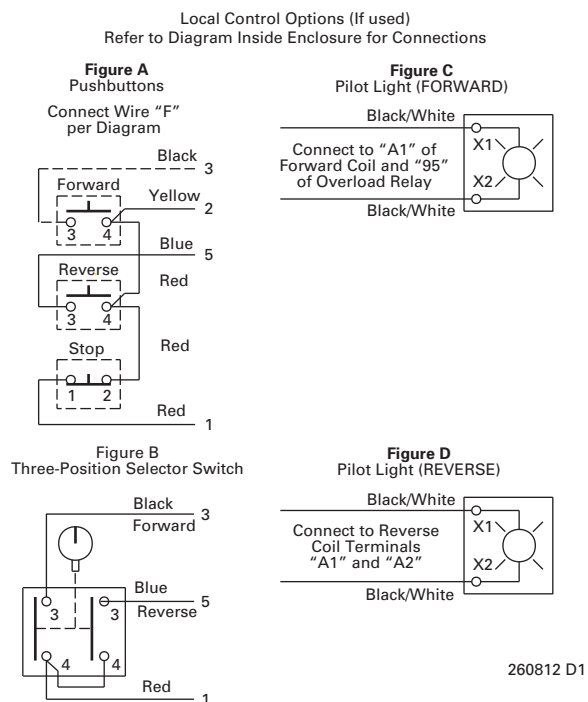 Local Control Options (If used)
Refer to Diagram Inside Enclosure for Connections
Figure A
Pushbuttons
Connect Wire “F”
per Diagram
Black
3
Forward
Yellow
2
3 4
Blue
5
Reverse
Red
3 4
Stop
Red
1 2
Red
1
Figure C
Pilot Light (FORWARD)
Black/White
X1
Connect to “A1” of
Forward Coil and “95”
of Overload Relay
X2
Black/White
Figure B
Three-Position Selector Switch
Black
3
Forward
Blue
5
Reverse
3 3
4 4
Red
1
Figure D
Pilot Light (REVERSE)
Black/White
X1
Connect to Reverse
Coil Terminals
“A1” and “A2”
X2
Black/White
260812 D1